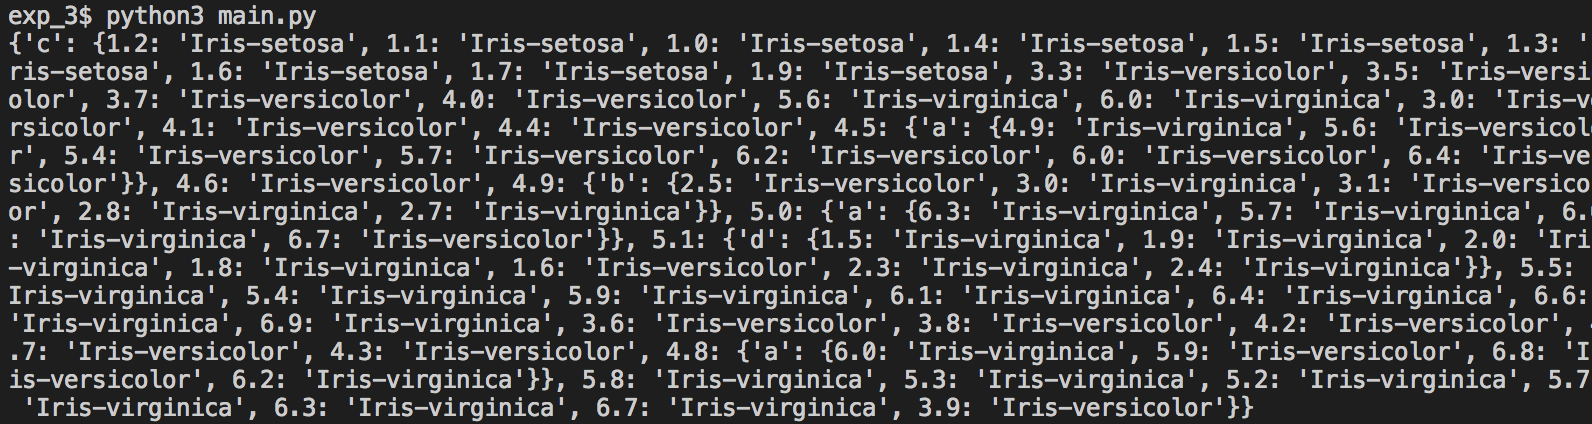 exp_3$ python3 main.py
{'c': {1.2: 'Iris-setosa', 1.1: 'Iris-setosa', 1.0: 'Iris-setosa', 1.4: 'Iris-setosa', 1.5: 'Iris-setosa', 1.3: '
ris-setosa', 1.6: 'Iris-setosa', 1.7: 'Iris-setosa', 1.9: 'Iris-setosa', 3.3: 'Iris-versicolor', 3.5: 'Iris-versi
olor', 3.7: 'Iris-versicolor', 4.0: 'Iris-versicolor', 5.6: 'Iris-virginica', 6.0: 'Iris-virginica', 3.0: 'Iris-v
rsicolor', 4.1: 'Iris-versicolor', 4.4: 'Iris-versicolor', 4.5: {'a': {4.9: 'Iris-virginica', 5.6: 'Iris-versicol
r', 5.4: 'Iris-versicolor', 5.7: 'Iris-versicolor', 6.2: 'Iris-versicolor', 6.0: 'Iris-versicolor', 6.4: 'Iris-ve
sicolor'}}, 4.6: 'Iris-versicolor', 4.9: {'b': {2.5: 'Iris-versicolor', 3.0: 'Iris-virginica', 3.1: 'Iris-versico
or', 2.8: 'Iris-virginica', 2.7: 'Iris-virginica'}}, 5.0: {'a': {6.3: 'Iris-virginica', 5.7: 'Iris-virginica', 6.
: 'Iris-virginica', 6.7: 'Iris-versicolor'}}, 5.1: {'d': {1.5: 'Iris-virginica', 1.9: 'Iris-virginica', 2.0: 'Iri
-virginica', 1.8: 'Iris-virginica', 1.6: 'Iris-versicolor', 2.3: 'Iris-virginica', 2.4: 'Iris-virginica'}}, 5.5:
Iris-virginica', 5.4: 'Iris-virginica', 5.9: 'Iris-virginica', 6.1: 'Iris-virginica', 6.4: 'Iris-virginica', 6.6:
'Iris-virginica', 6.9: 'Iris-virginica', 3.6: 'Iris-versicolor', 3.8: 'Iris-versicolor', 4.2: 'Iris-versicolor',
.7: 'Iris-versicolor', 4.3: 'Iris-versicolor', 4.8: {'a': {6.0: 'Iris-virginica', 5.9: 'Iris-versicolor', 6.8: 'I
is-versicolor', 6.2: 'Iris-virginica'}}, 5.8: 'Iris-virginica', 5.3: 'Iris-virginica', 5.2: 'Iris-virginica', 5.7
'Iris-virginica', 6.3: 'Iris-virginica', 6.7: 'Iris-virginica', 3.9: 'Iris-versicolor'}}